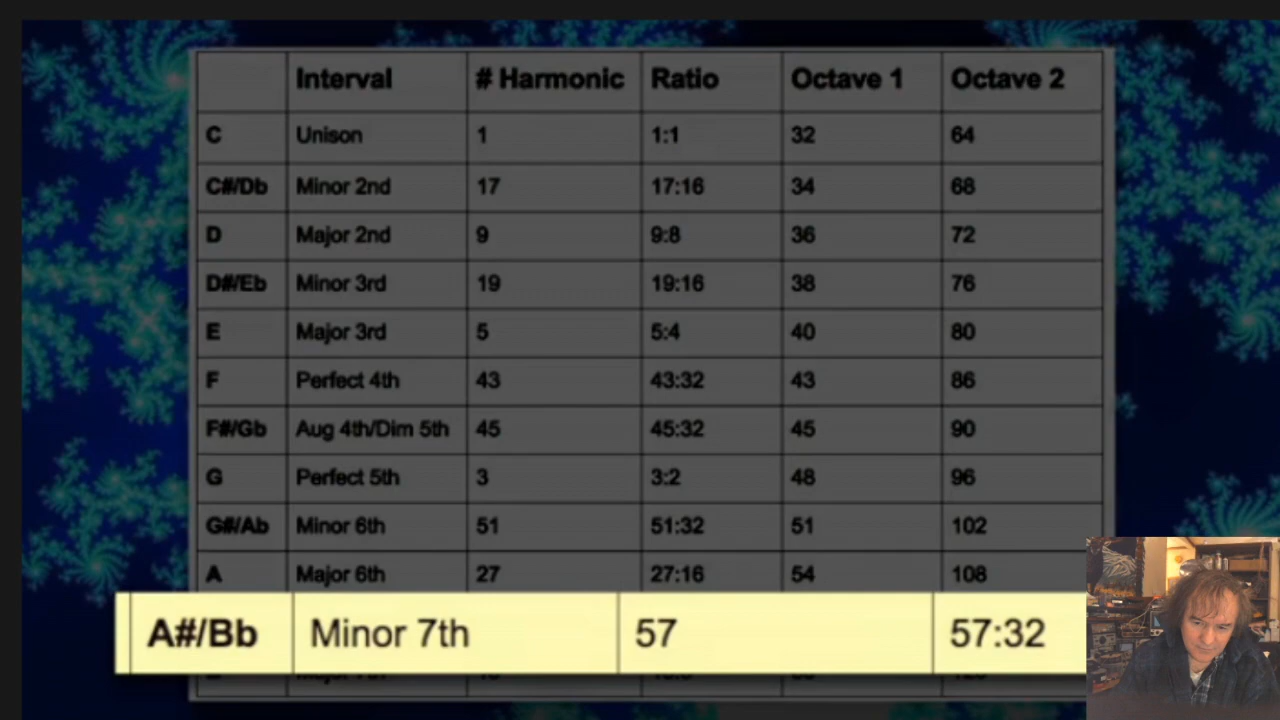 Interval # Harmonic Ratio Octave 1 Octave 2
C Unison 1 1:1 32 64
C#/Db Minor 2nd 17 17:16 34 68
D Major 2nd 9 9:8 36 72
D#/Eb Minor 3rd 19 19:16 38 76
E Major 3rd 5 5:4 40 80
F Perfect 4th 43 43:32 43 86
F#/Gb Aug 4th/Dim 5th 45 45:32 45 90
G Perfect 5th 3 3:2 48 96
G#/Ab Minor 6th 51 51:32 51 102
A Major 6th 27 27:16 54 108
A#/Bb Minor 7th 57 57:32